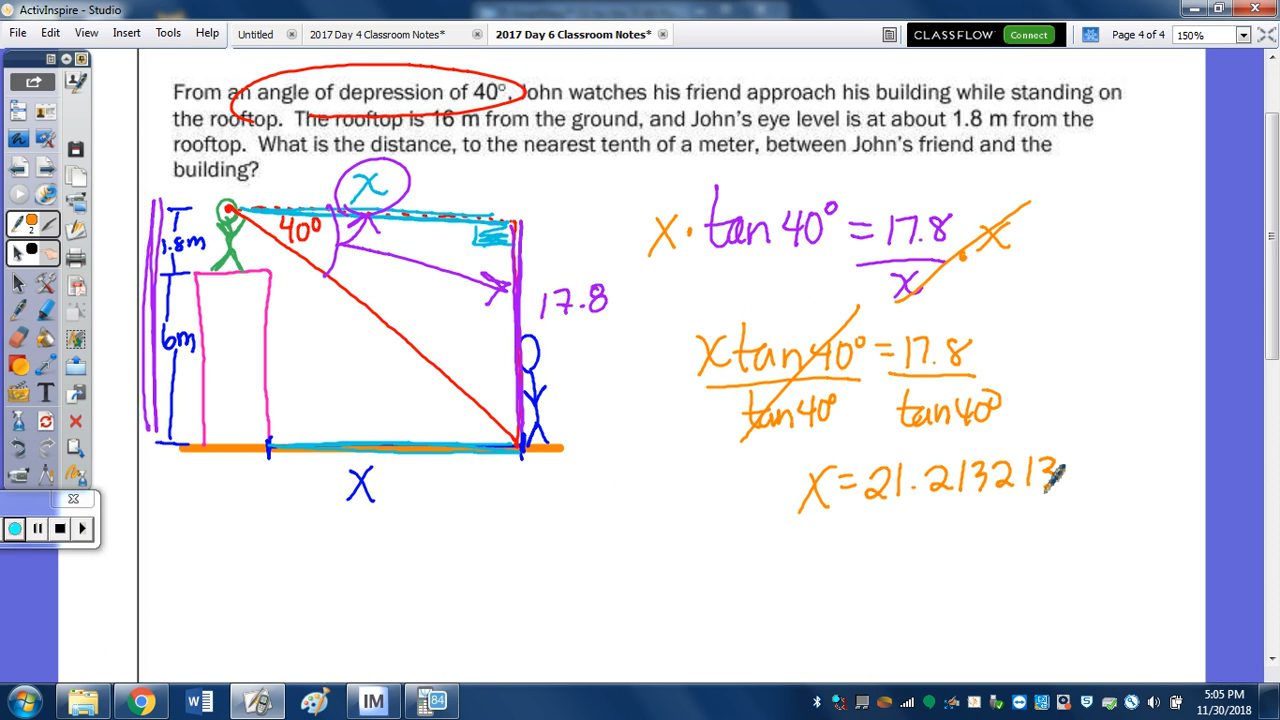 ActivInspire - Studio
File Edit View Insert Tools Help
Untitled
2017 Day 4 Classroom Notes*
2017 Day 6 Classroom Notes*
CLASSFLOW Connect
Page 4 of 4
150%
From an angle of depression of 40°, John watches his friend approach his building while standing on
the rooftop. The rooftop is 16 m from the ground, and John's eye level is at about 1.8 m from the
rooftop. What is the distance, to the nearest tenth of a meter, between John's friend and the
building?
x
40°
1.8m
6m
17.8
X
x · tan 40° = 17.8 / x · x
x tan 40° = 17.8
tan 40° tan 40°
x = 21.213213
2
T
IM
84
5:05 PM
11/30/2018